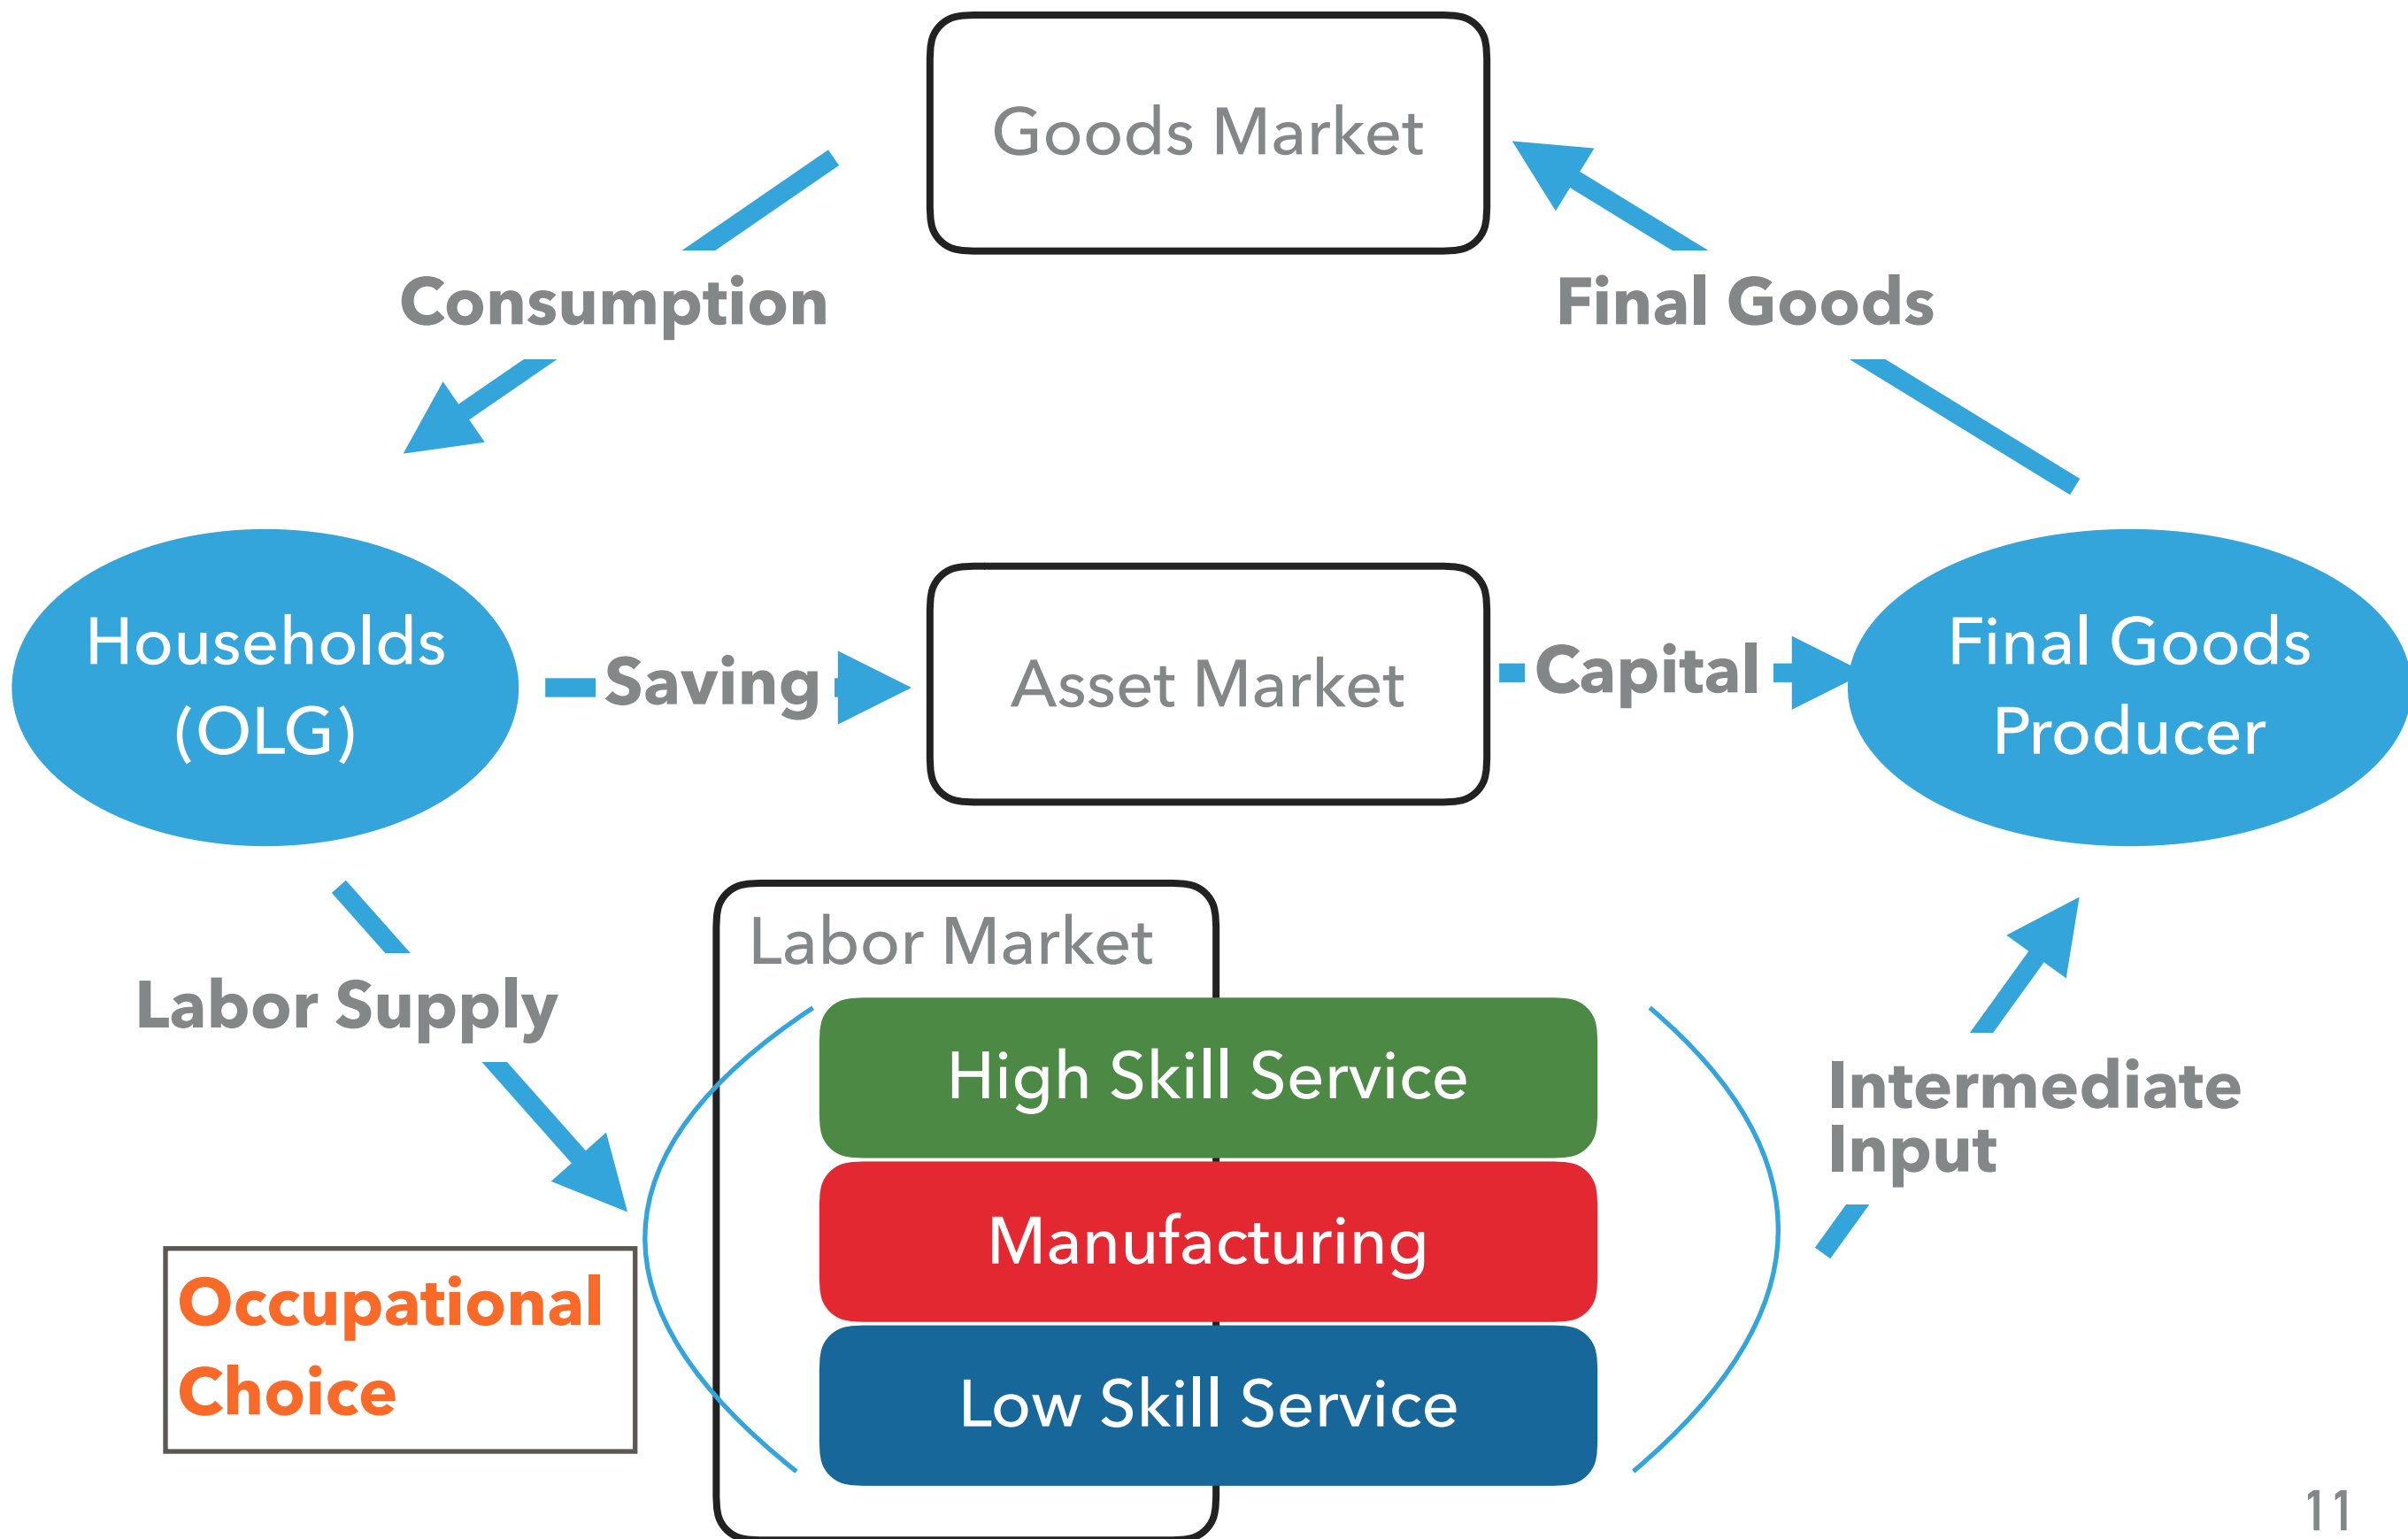 Goods Market
Consumption
Final Goods
Households
(OLG)
Saving
Asset Market
Capital
Final Goods
Producer
Labor Market
Labor Supply
High Skill Service
Intermediate
Input
Manufacturing
Occupational
Choice
Low Skill Service
11